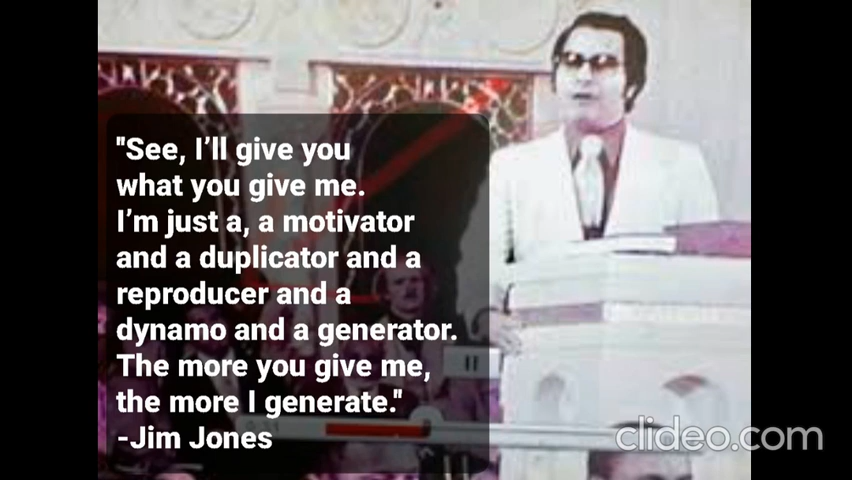 "See, I’ll give you
what you give me.
I’m just a, a motivator
and a duplicator and a
reproducer and a
dynamo and a generator.
The more you give me,
the more I generate."
-Jim Jones
clideo.com